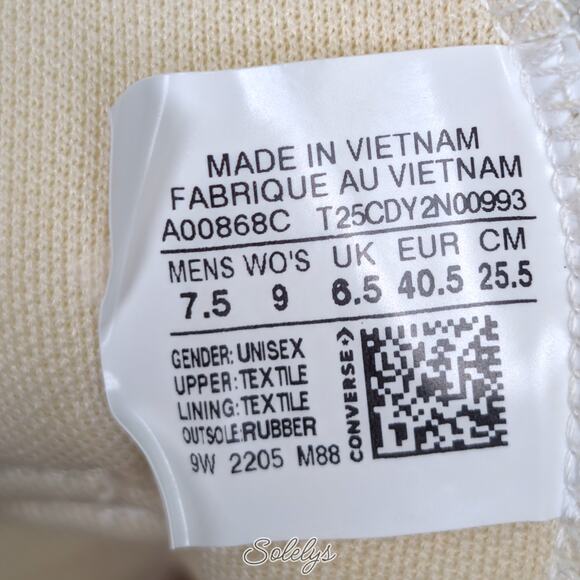 MADE IN VIETNAM
FABRIQUE AU VIETNAM
A00868C T25CDY2N00993
MENS WO'S UK EUR CM
7.5 9 6.5 40.5 25.5
GENDER: UNISEX
UPPER: TEXTILE
LINING: TEXTILE
OUTSOLE:RUBBER
9W 2205 M88
CONVERSE
Solelys